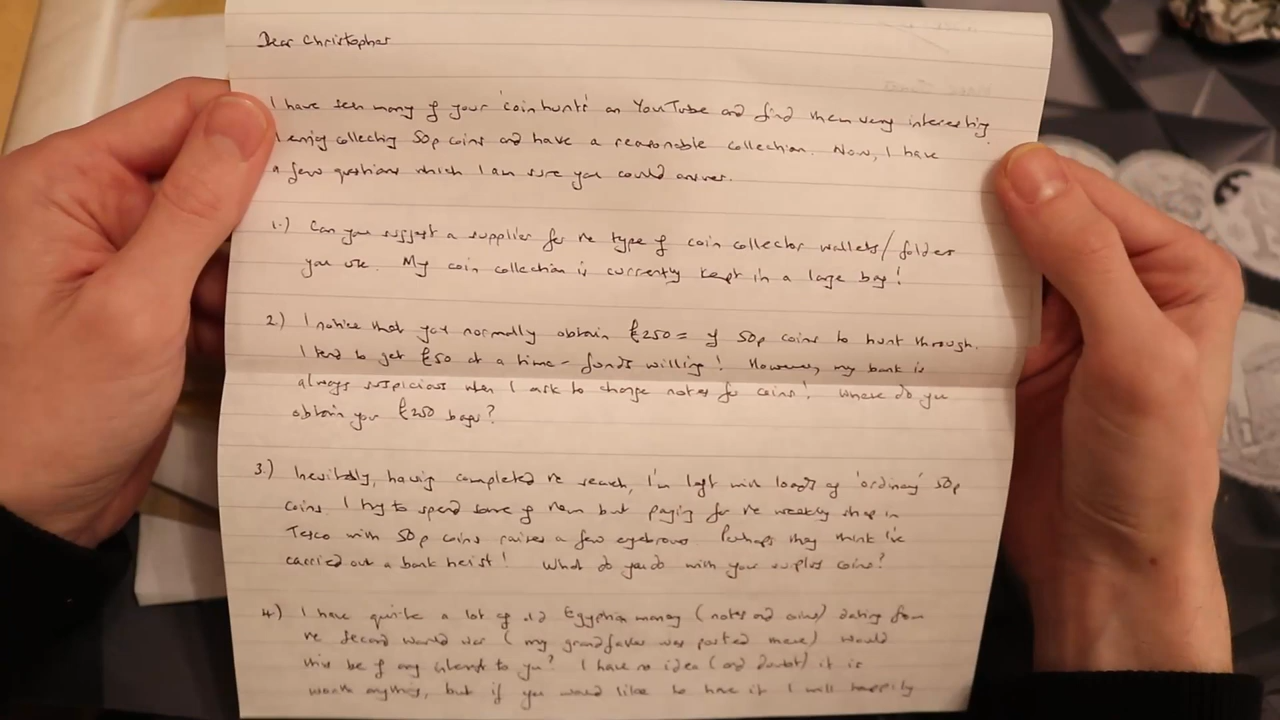 Dear Christopher
I have seen many of your 'coin hunts' on YouTube and find them very interesting.
I enjoy collecting 50p coins and have a reasonable collection. Now, I have
a few questions which I am sure you could answer.
1.) Can you suggest a supplier for the type of coin collector wallets/folders
you use. My coin collection is currently kept in a large bag!
2.) I notice that you normally obtain £250= of 50p coins to hunt through.
I tend to get £50 at a time - funds willing! However, my bank is
always suspicious when I ask to change notes for coins! Where do you
obtain your £250 bags?
3.) Inevitably, having completed the search, I'm left with loads of 'ordinary' 50p
coins. I try to spend some of them but paying for the weekly shop in
Tesco with 50p coins raises a few eyebrows. Perhaps they think I've
carried out a bank heist! What do you do with your surplus coins?
4.) I have quite a lot of old Egyptian money (notes and coins) dating from
the Second World War (my grandfather was posted there) Would
this be of any interest to you? I have no idea (and doubt) it is
worth anything, but if you would like to have it I will happily